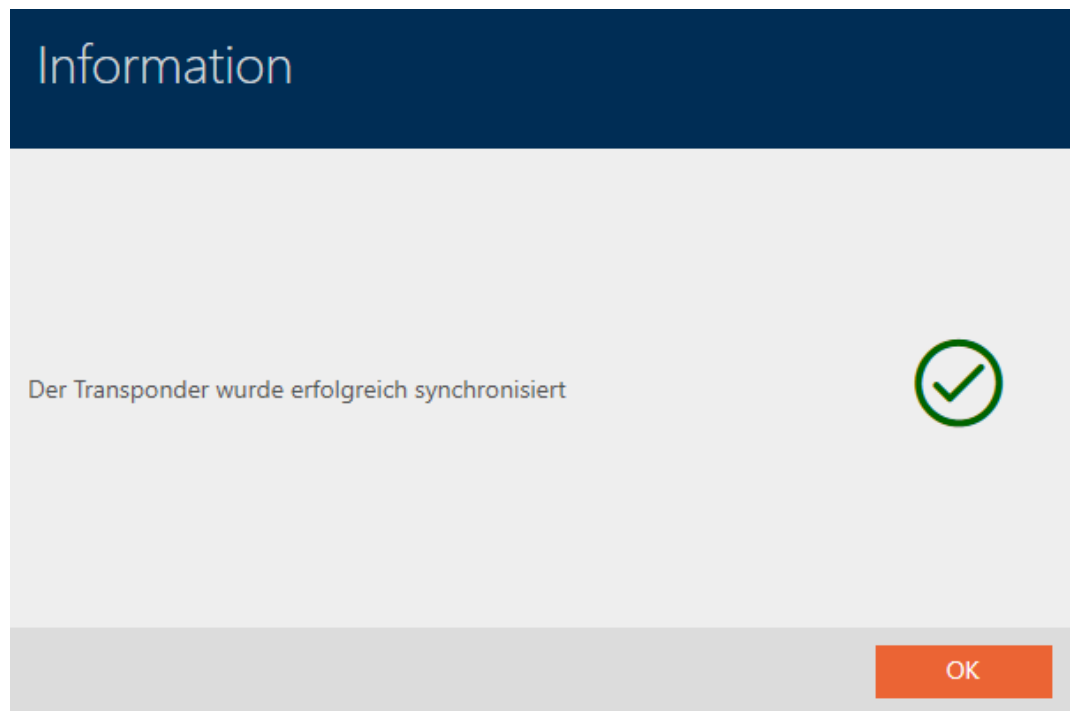 Information
Der Transponder wurde erfolgreich synchronisiert
OK